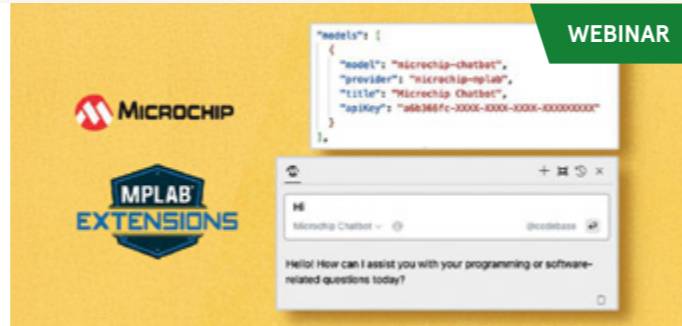 WEBINAR
"models": [
{
"model": "microchip-chatbot",
"provider": "microchip-mplab",
"title": "Microchip Chatbot",
"apiKey": "a6b366fc-XXXX-XXXX-XXXX-XXXXXXXXX"
}
],
MICROCHIP
MPLAB
EXTENSIONS
Hi
Microchip Chatbot
@codebase
Hello! How can I assist you with your programming or software-
related questions today?